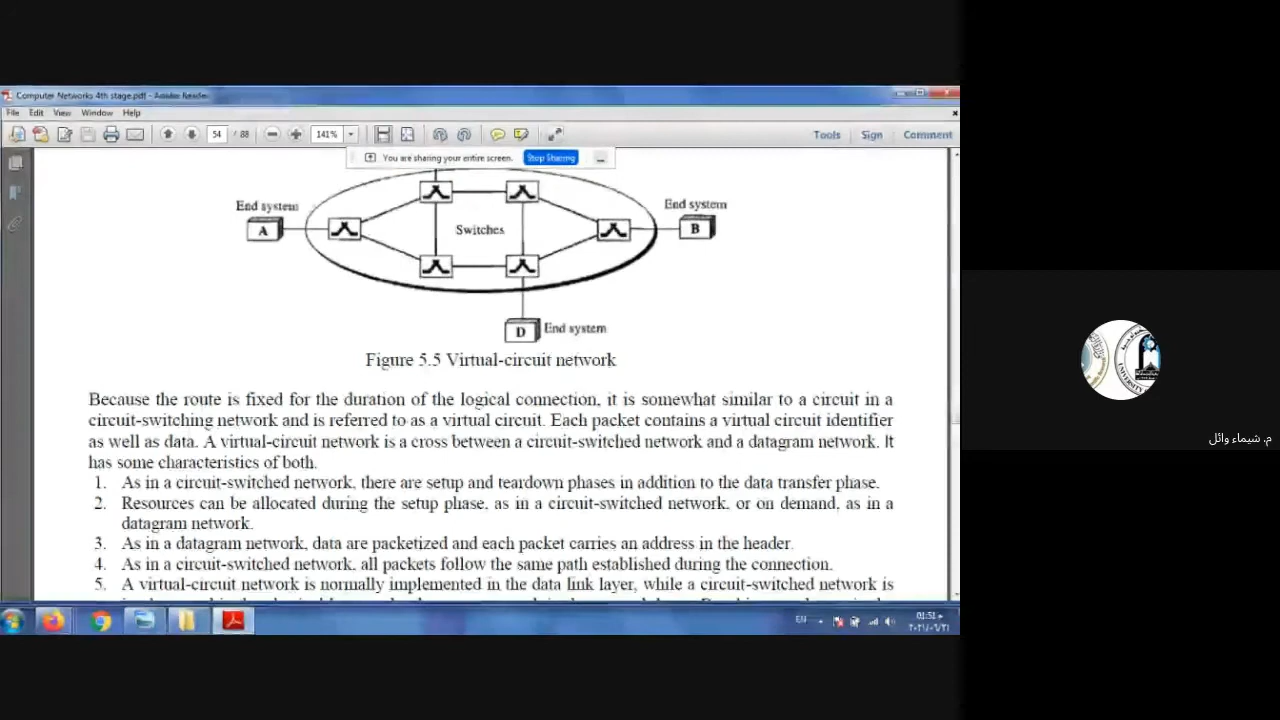 Computer Networks 4th stage.pdf - Adobe Reader
File Edit View Window Help
54 / 88 141% Tools Sign Comment
You are sharing your entire screen. Stop Sharing
End system
A
Switches
End system
B
D End system
Figure 5.5 Virtual-circuit network
Because the route is fixed for the duration of the logical connection, it is somewhat similar to a circuit in a
circuit-switching network and is referred to as a virtual circuit. Each packet contains a virtual circuit identifier
as well as data. A virtual-circuit network is a cross between a circuit-switched network and a datagram network. It
has some characteristics of both.
1. As in a circuit-switched network, there are setup and teardown phases in addition to the data transfer phase.
2. Resources can be allocated during the setup phase, as in a circuit-switched network, or on demand, as in a
datagram network.
3. As in a datagram network, data are packetized and each packet carries an address in the header.
4. As in a circuit-switched network, all packets follow the same path established during the connection.
5. A virtual-circuit network is normally implemented in the data link layer, while a circuit-switched network is
EN
01:51 م
م. شيماء وائل